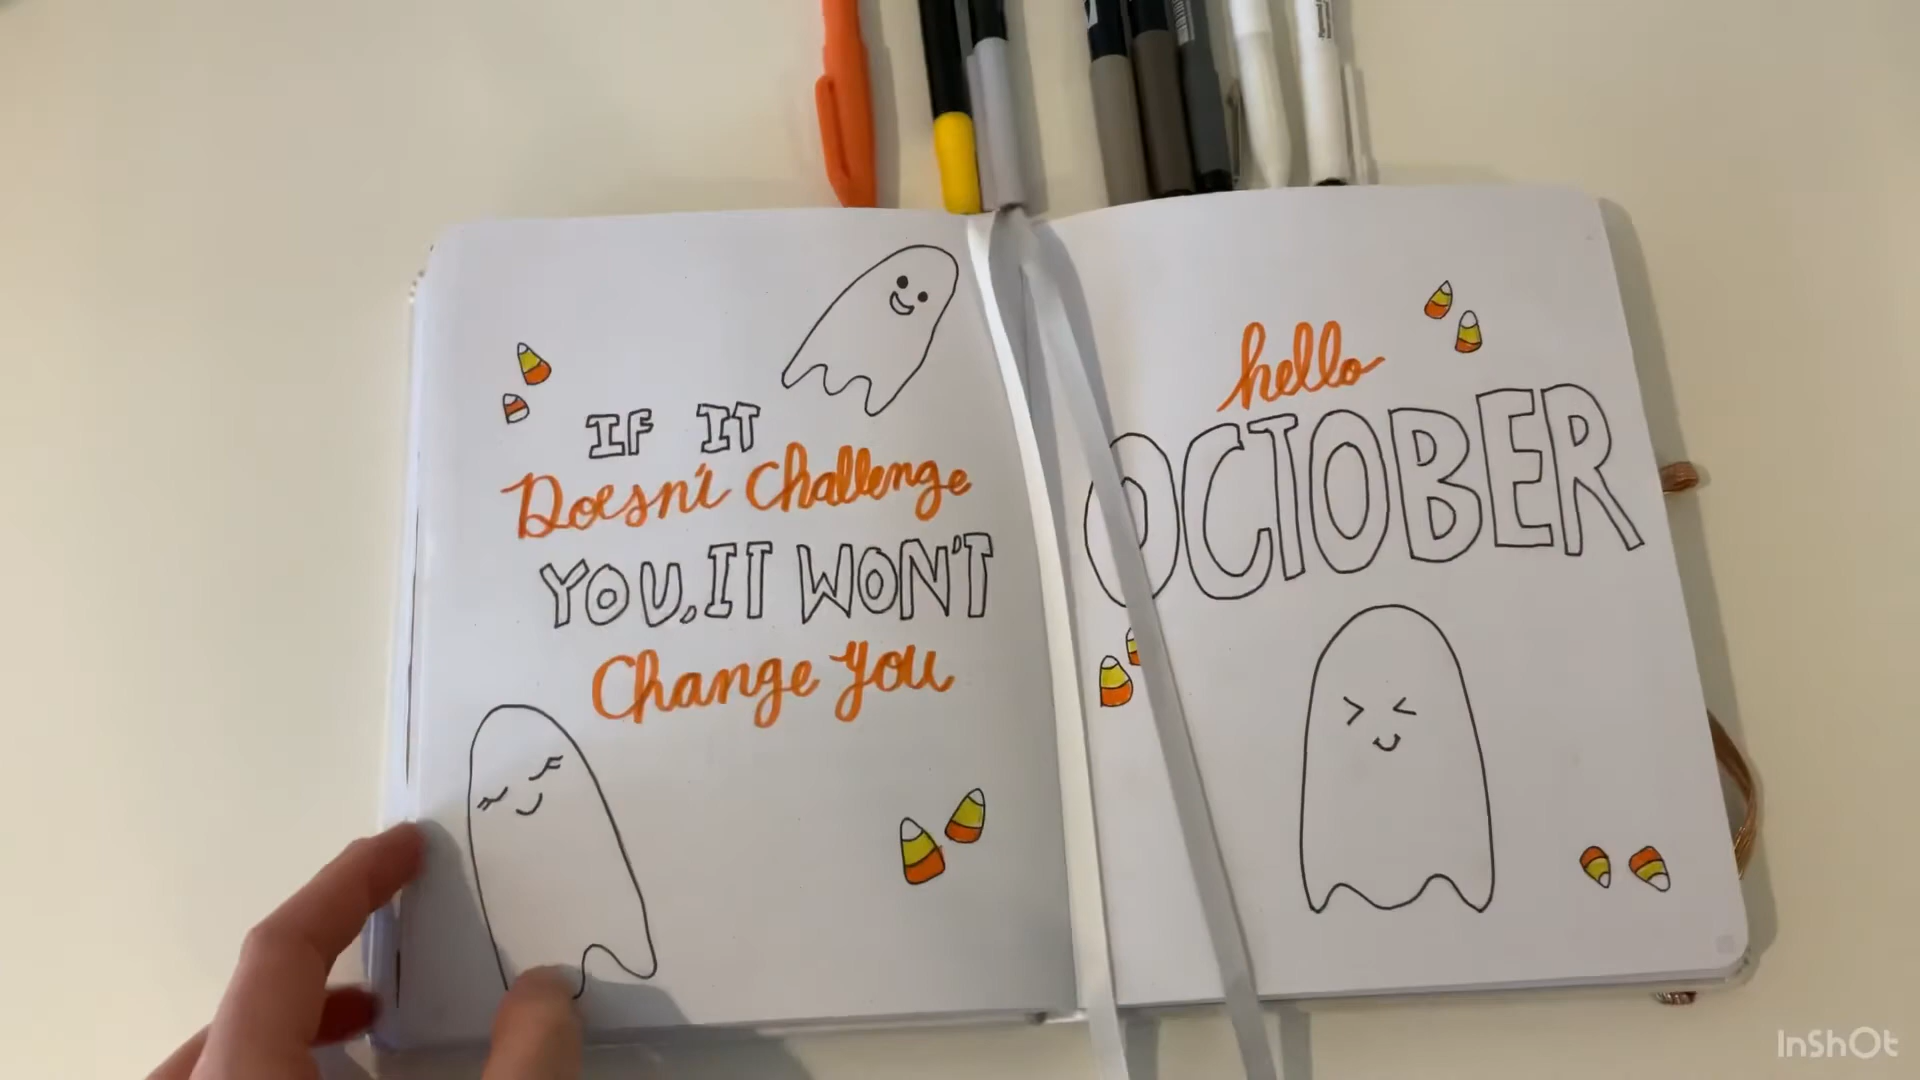 IF IT
Doesn't Challenge
YOU, IT WON'T
Change You
hello
OCTOBER
InShOt